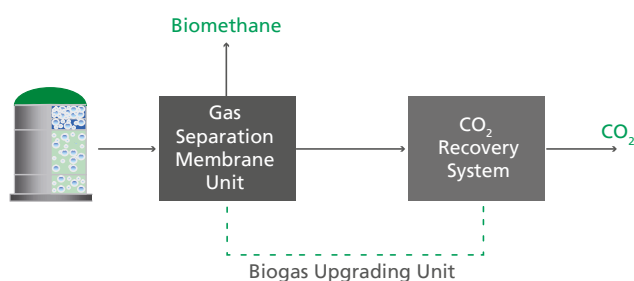 Biomethane
Gas
Separation
Membrane
Unit
CO₂
Recovery
System
CO₂
Biogas Upgrading Unit